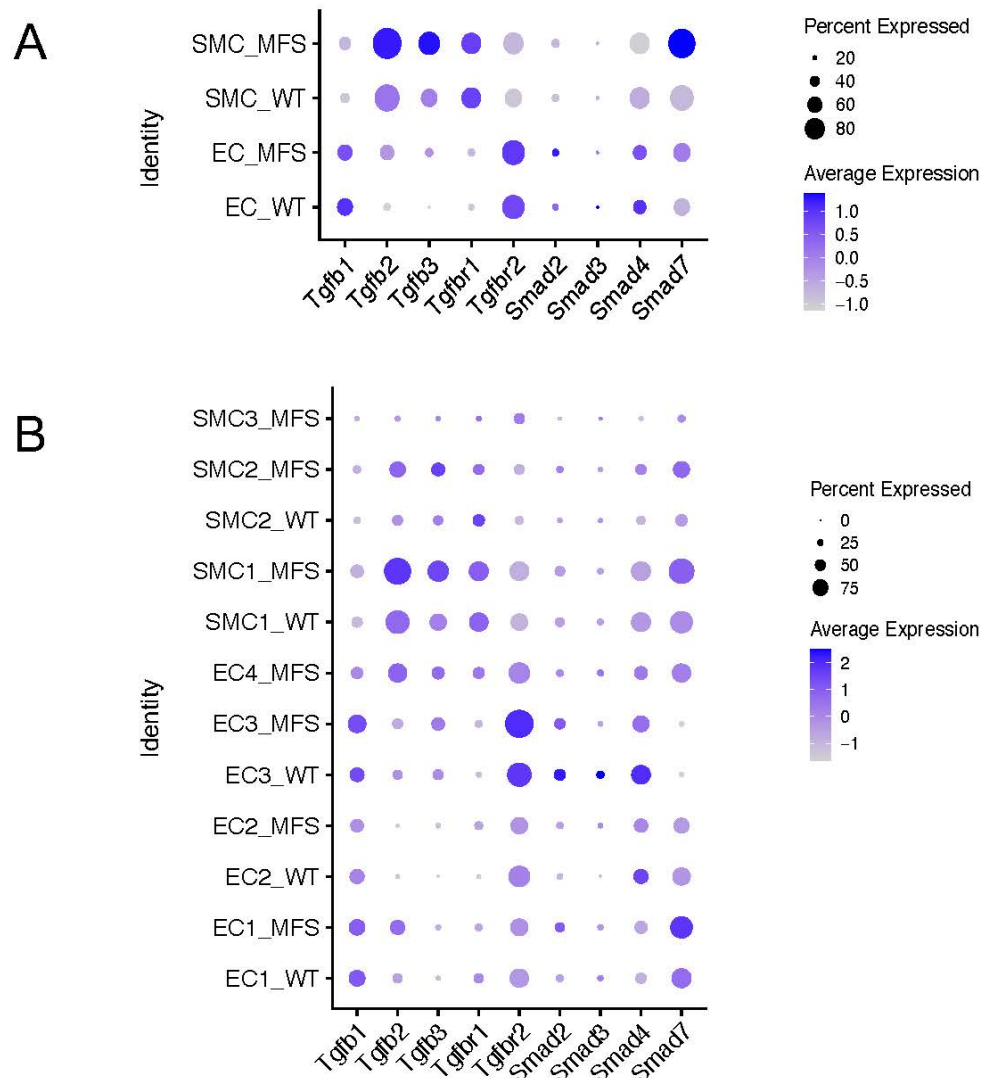 A
SMC_MFS
SMC_WT
EC_MFS
EC_WT
Identity
Tgfb1
Tgfb2
Tgfb3
Tgfbr1
Tgfbr2
Smad2
Smad3
Smad4
Smad7
Percent Expressed
20
40
60
80
Average Expression
1.0
0.5
0.0
−0.5
−1.0
B
SMC3_MFS
SMC2_MFS
SMC2_WT
SMC1_MFS
SMC1_WT
EC4_MFS
EC3_MFS
EC3_WT
EC2_MFS
EC2_WT
EC1_MFS
EC1_WT
Identity
Tgfb1
Tgfb2
Tgfb3
Tgfbr1
Tgfbr2
Smad2
Smad3
Smad4
Smad7
Percent Expressed
0
25
50
75
Average Expression
2
1
0
−1